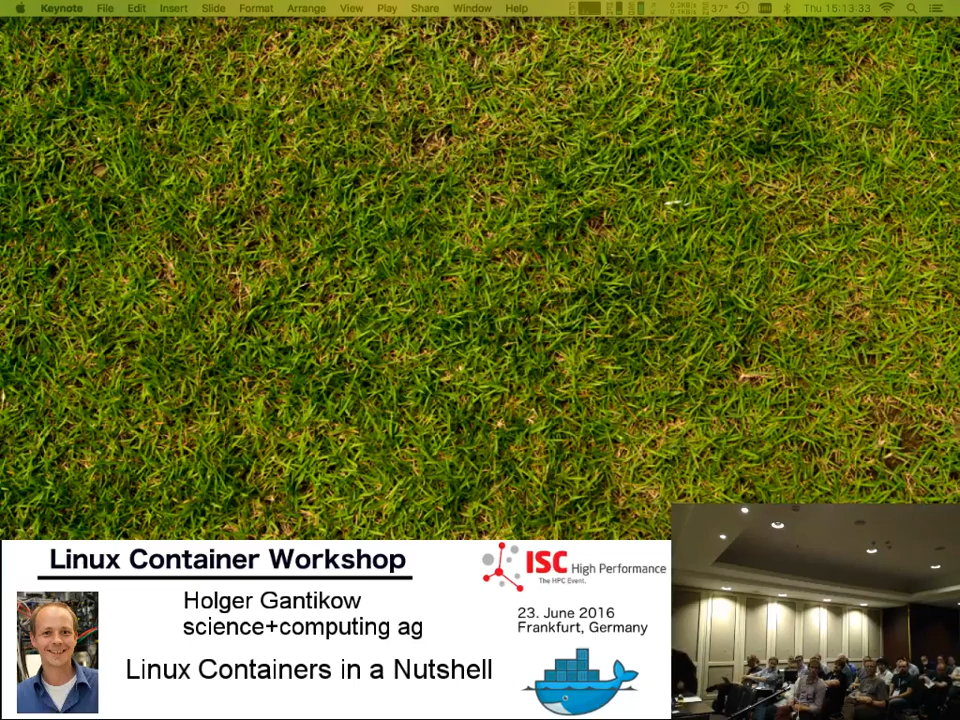 Keynote File Edit Insert Slide Format Arrange View Play Share Window Help 37° Thu 15:13:33
Linux Container Workshop
Holger Gantikow
science+computing ag
Linux Containers in a Nutshell
ISC High Performance
The HPC Event.
23. June 2016
Frankfurt, Germany